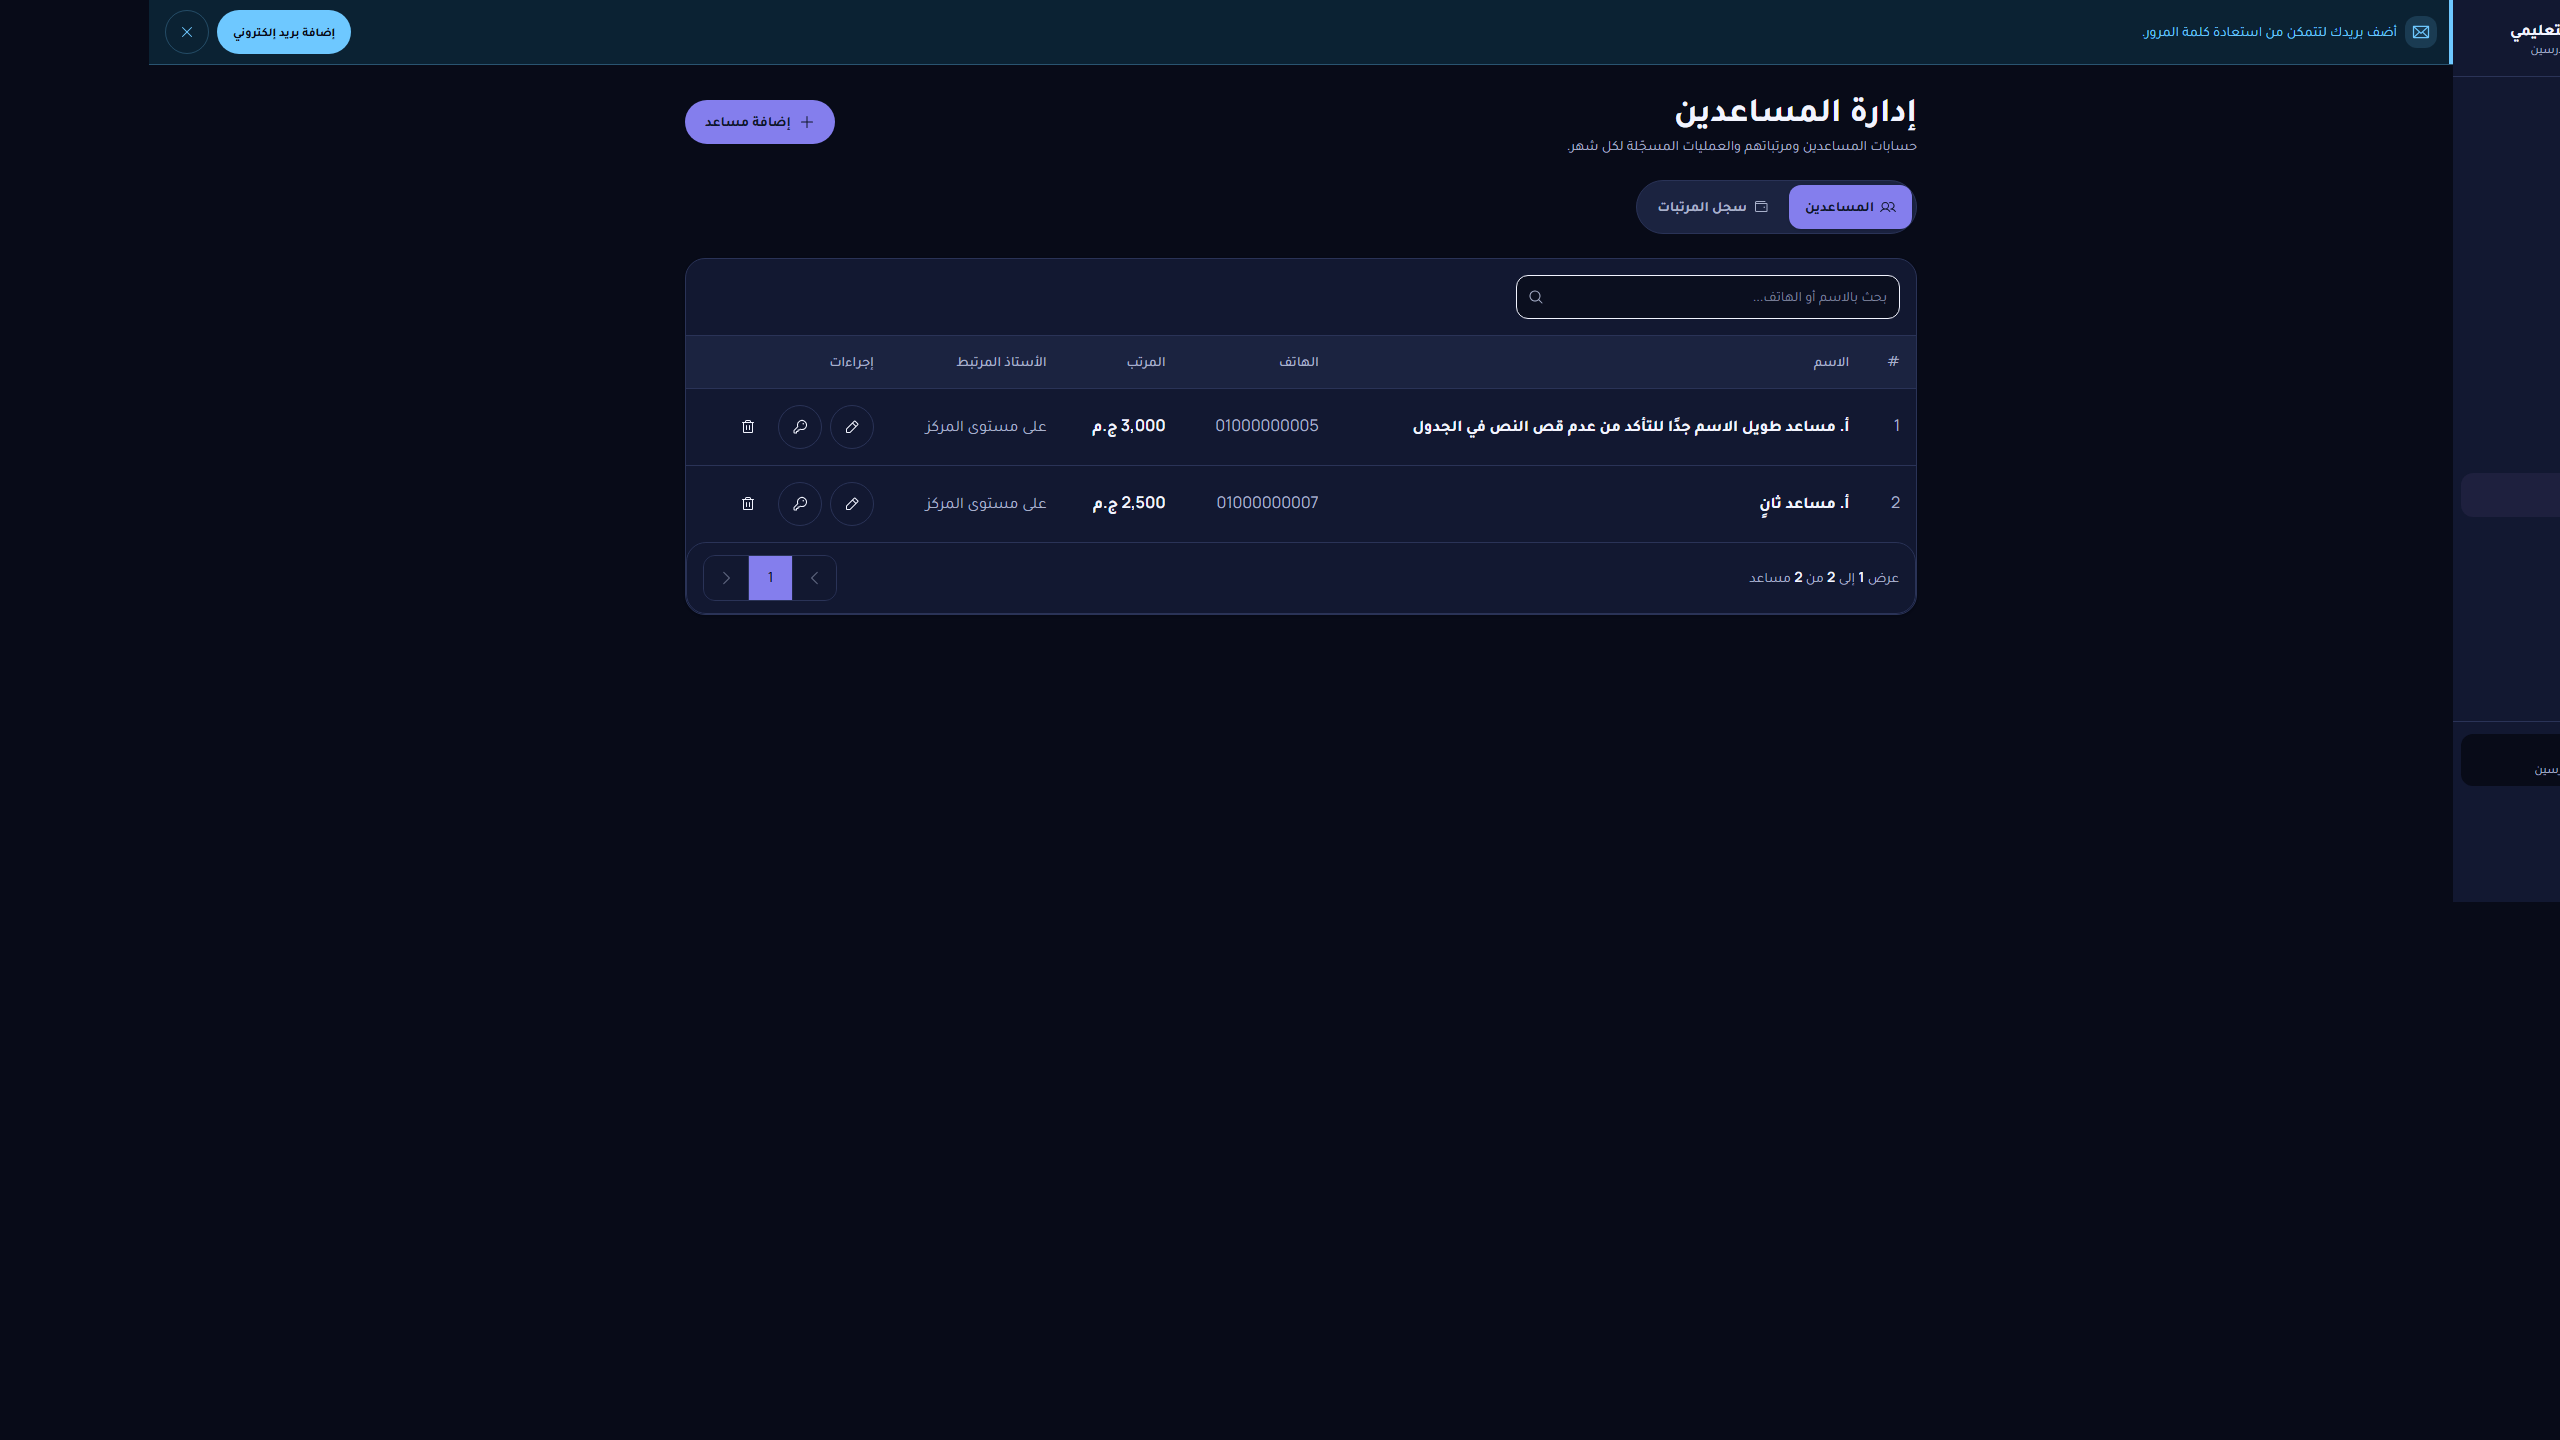 أضف بريدك لتتمكن من استعادة كلمة المرور.
إضافة بريد إلكتروني
إدارة المساعدين
حسابات المساعدين ومرتباتهم والعمليات المسجّلة لكل شهر.
إضافة مساعد
المساعدين
سجل المرتبات
بحث بالاسم أو الهاتف...
# الاسم الهاتف المرتب الأستاذ المرتبط إجراءات
1 أ. مساعد طويل الاسم جدًا للتأكد من عدم قص النص في الجدول 01000000005 3,000 ج.م على مستوى المركز
2 أ. مساعد ثانٍ 01000000007 2,500 ج.م على مستوى المركز
عرض 1 إلى 2 من 2 مساعد
1